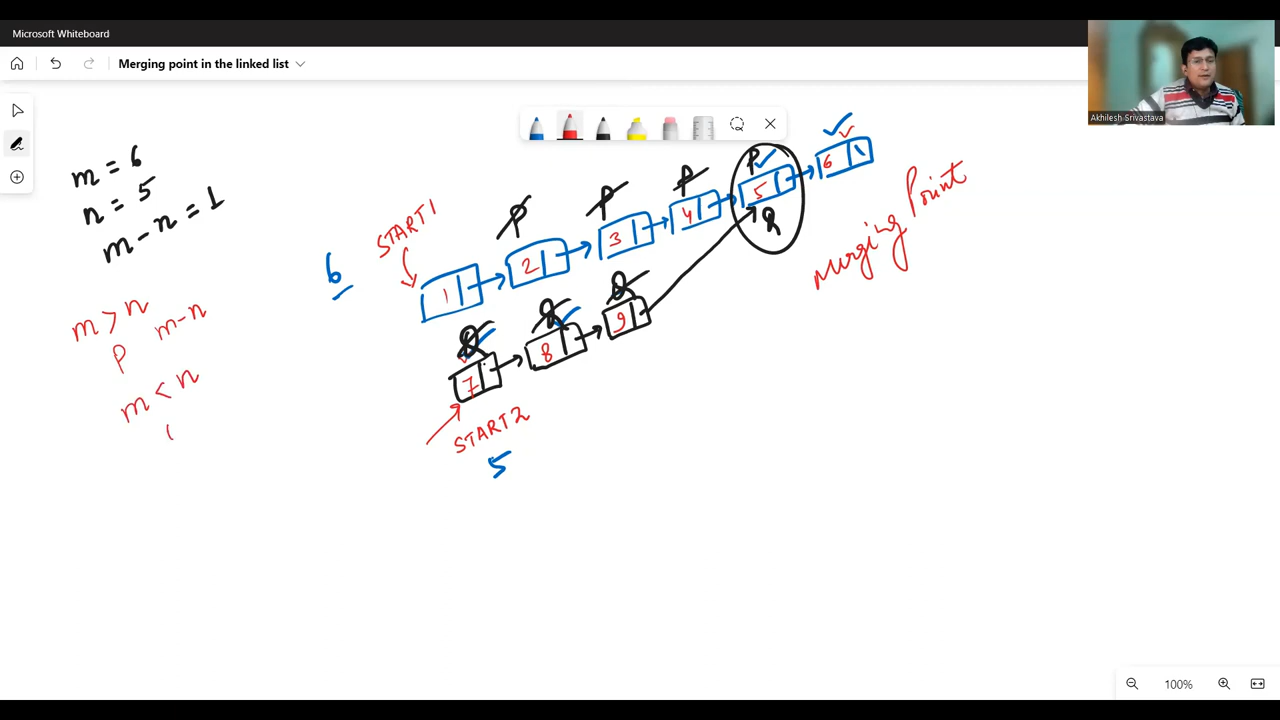 Microsoft Whiteboard
Merging point in the linked list
Akhilesh Srivastava
m = 6
n = 5
m - n = 1
m > n
P m - n
m < n
6
START1
P P P P
1 2 3 4 5 6
Q Q Q Q
7 8 9
START2
5
Merging Point
100%